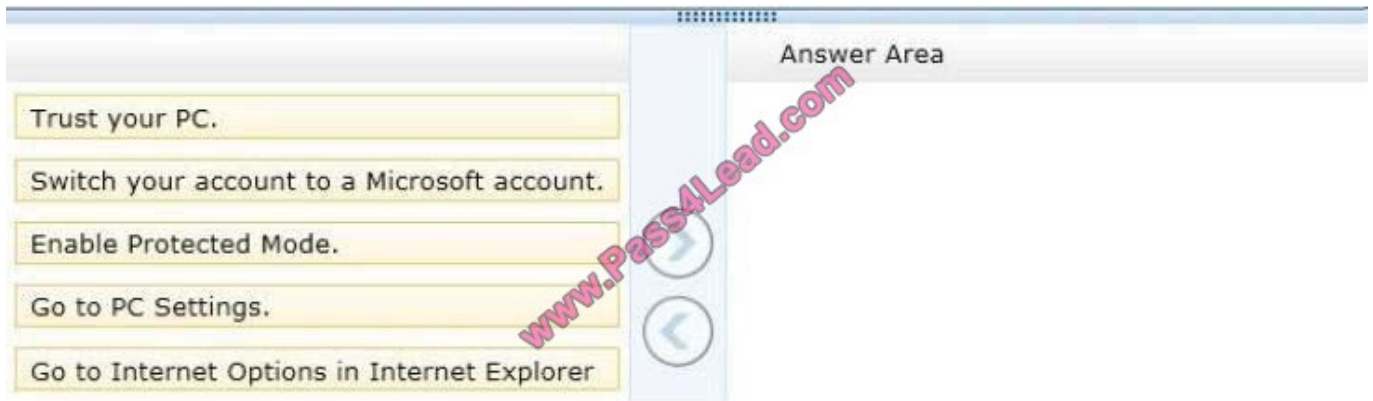 Answer Area
Trust your PC.
Switch your account to a Microsoft account.
Enable Protected Mode.
Go to PC Settings.
Go to Internet Options in Internet Explorer
www.Pass4Lead.com